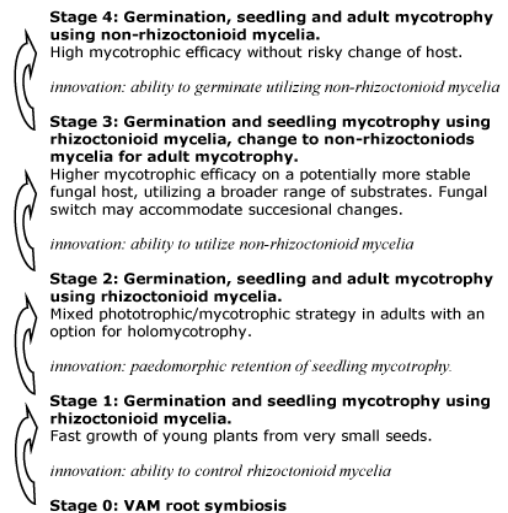 Stage 4: Germination, seedling and adult mycotrophy
using non-rhizoctonioid mycelia.
High mycotrophic efficacy without risky change of host.
innovation: ability to germinate utilizing non-rhizoctonioid mycelia
Stage 3: Germination and seedling mycotrophy using
rhizoctonioid mycelia, change to non-rhizoctoniods
mycelia for adult mycotrophy.
Higher mycotrophic efficacy on a potentially more stable
fungal host, utilizing a broader range of substrates. Fungal
switch may accommodate succesional changes.
innovation: ability to utilize non-rhizoctonioid mycelia
Stage 2: Germination, seedling and adult mycotrophy
using rhizoctonioid mycelia.
Mixed phototrophic/mycotrophic strategy in adults with an
option for holomycotrophy.
innovation: paedomorphic retention of seedling mycotrophy.
Stage 1: Germination and seedling mycotrophy using
rhizoctonioid mycelia.
Fast growth of young plants from very small seeds.
innovation: ability to control rhizoctonioid mycelia
Stage 0: VAM root symbiosis